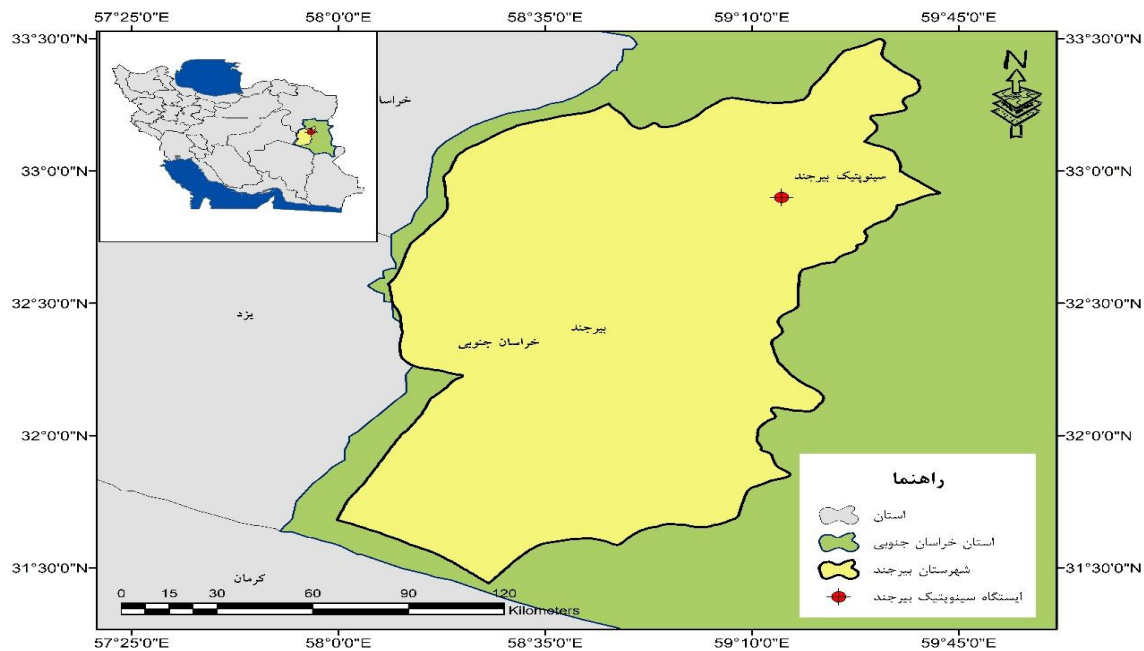 57°25'0"E 58°0'0"E 58°35'0"E 59°10'0"E 59°45'0"E
33°30'0"N 33°30'0"N
N
خراسا
33°0'0"N 33°0'0"N
سینوپتیک بیرجند
32°30'0"N 32°30'0"N
یزد
بیرجند
خراسان جنوبی
32°0'0"N 32°0'0"N
راهنما
استان
استان خراسان جنوبی
شهرستان بیرجند
ایستگاه سینوپتیک بیرجند
31°30'0"N 31°30'0"N
کرمان
0 15 30 60 90 120
Kilometers
57°25'0"E 58°0'0"E 58°35'0"E 59°10'0"E 59°45'0"E